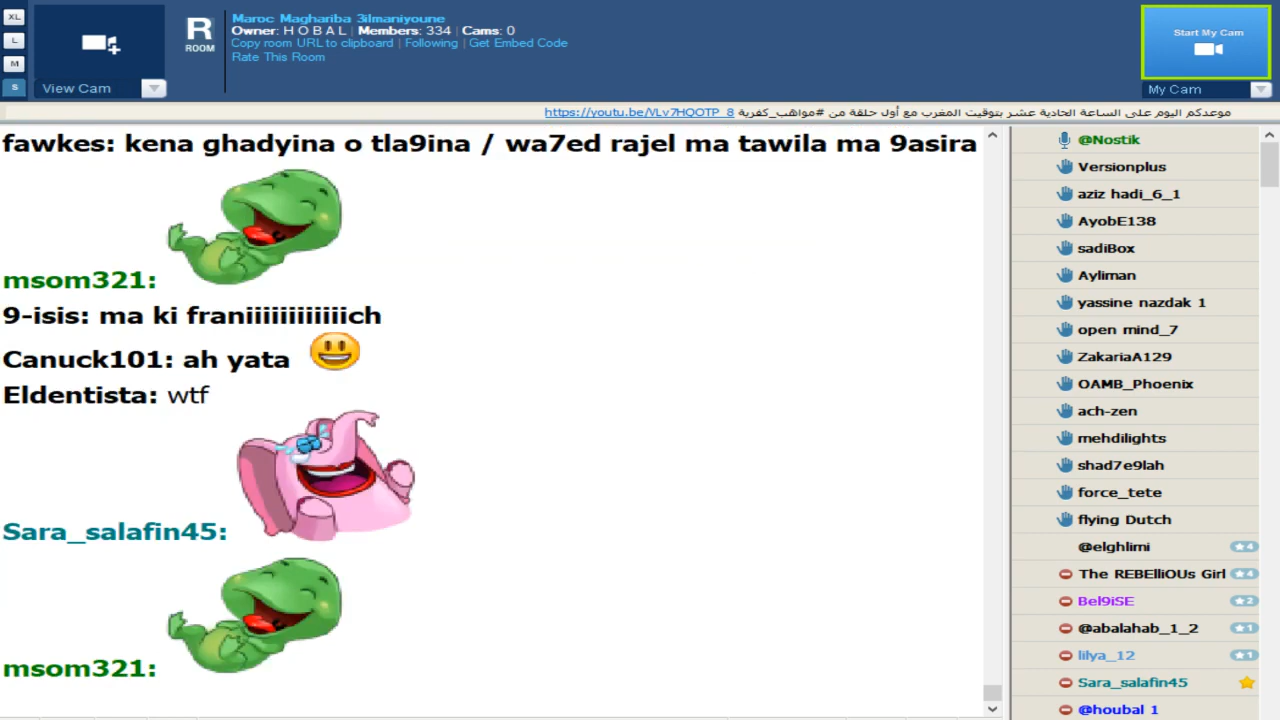 XL
L
M
S
View Cam
R
ROOM
Maroc Maghariba 3ilmaniyoune
Owner: H O B A L | Members: 334 | Cams: 0
Copy room URL to clipboard | Following | Get Embed Code
Rate This Room
Start My Cam
My Cam
موعدكم اليوم على الساعة الحادية عشر بتوقيت المغرب مع أول حلقة من #مواهب_كفرية https://youtu.be/VLv7HQOTP_8
fawkes: kena ghadyina o tla9ina / wa7ed rajel ma tawila ma 9asira
msom321:
9-isis: ma ki franiiiiiiiiiiiich
Canuck101: ah yata
Eldentista: wtf
Sara_salafin45:
msom321:
@Nostik
Versionplus
aziz hadi_6_1
AyobE138
sadiBox
Ayliman
yassine nazdak 1
open mind_7
ZakariaA129
OAMB_Phoenix
ach-zen
mehdilights
shad7e9lah
force_tete
flying Dutch
@elghlimi 4
The REBElliOUs Girl 4
Bel9iSE 2
@abalahab_1_2 1
lilya_12 1
Sara_salafin45
@houbal 1